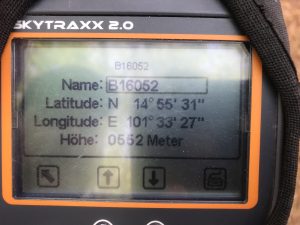 SKYTRAXX 2.0
B16052
Name: B16052
Latitude: N 14°55'31"
Longitude: E 101°33'27"
Höhe: 0552 Meter